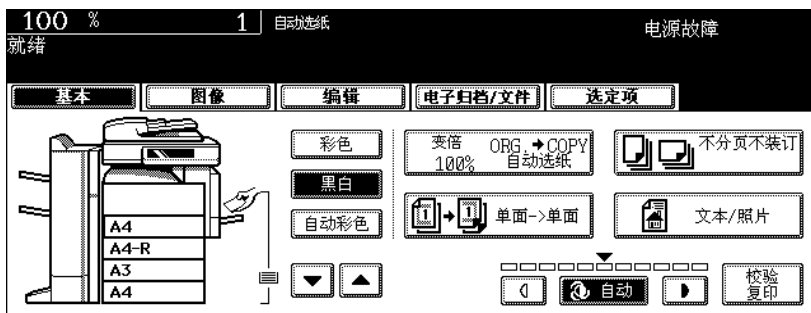 100 % 1 自动选纸 电源故障
就绪
基本 图像 编辑 电子归档/文件 选定项
彩色
黑白
自动彩色
变倍 ORG.➔COPY
100% 自动选纸
不分页不装订
1➔1 单面->单面
文本/照片
A4
A4-R
A3
A4
自动
校验
复印